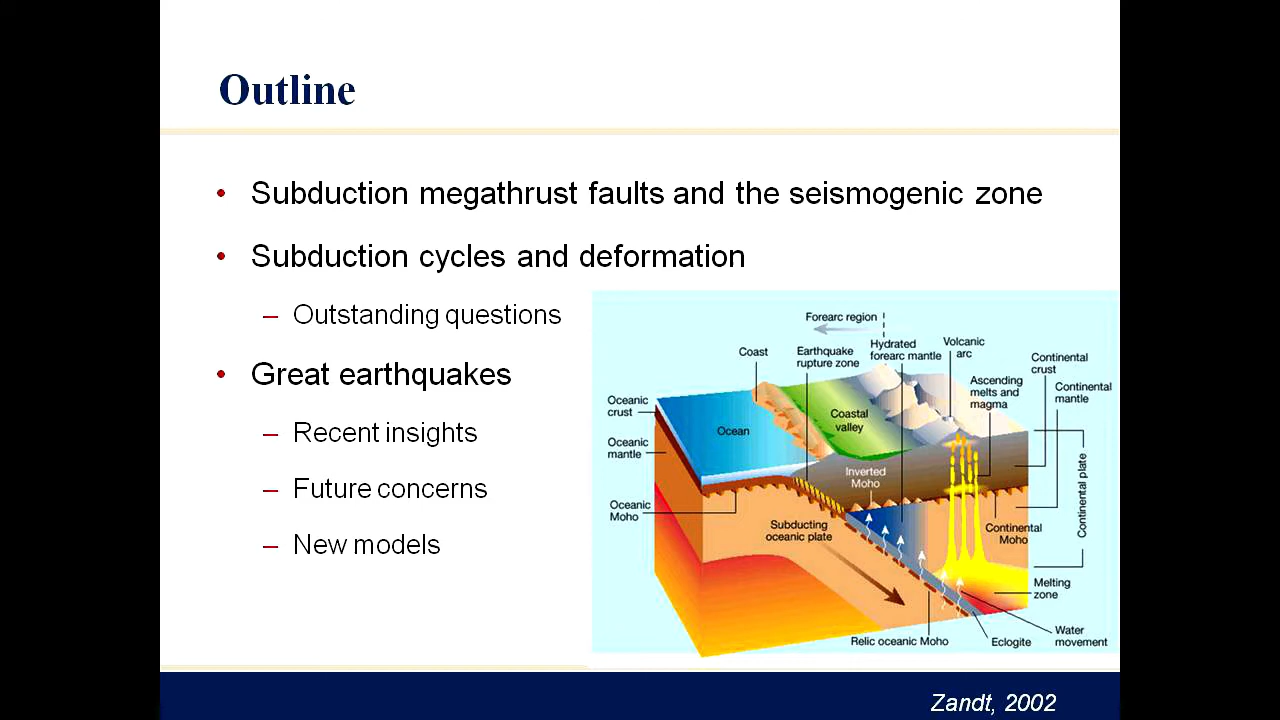 Outline
• Subduction megathrust faults and the seismogenic zone
• Subduction cycles and deformation
– Outstanding questions
• Great earthquakes
– Recent insights
– Future concerns
– New models
Forearc region
Coast
Earthquake
rupture zone
Hydrated
forearc mantle
Volcanic
arc
Continental
crust
Ascending
melts and
magma
Continental
mantle
Oceanic
crust
Oceanic
mantle
Ocean
Coastal
valley
Inverted
Moho
Oceanic
Moho
Subducting
oceanic plate
Continental
Moho
Continental plate
Melting
zone
Water
movement
Relic oceanic Moho
Eclogite
Zandt, 2002